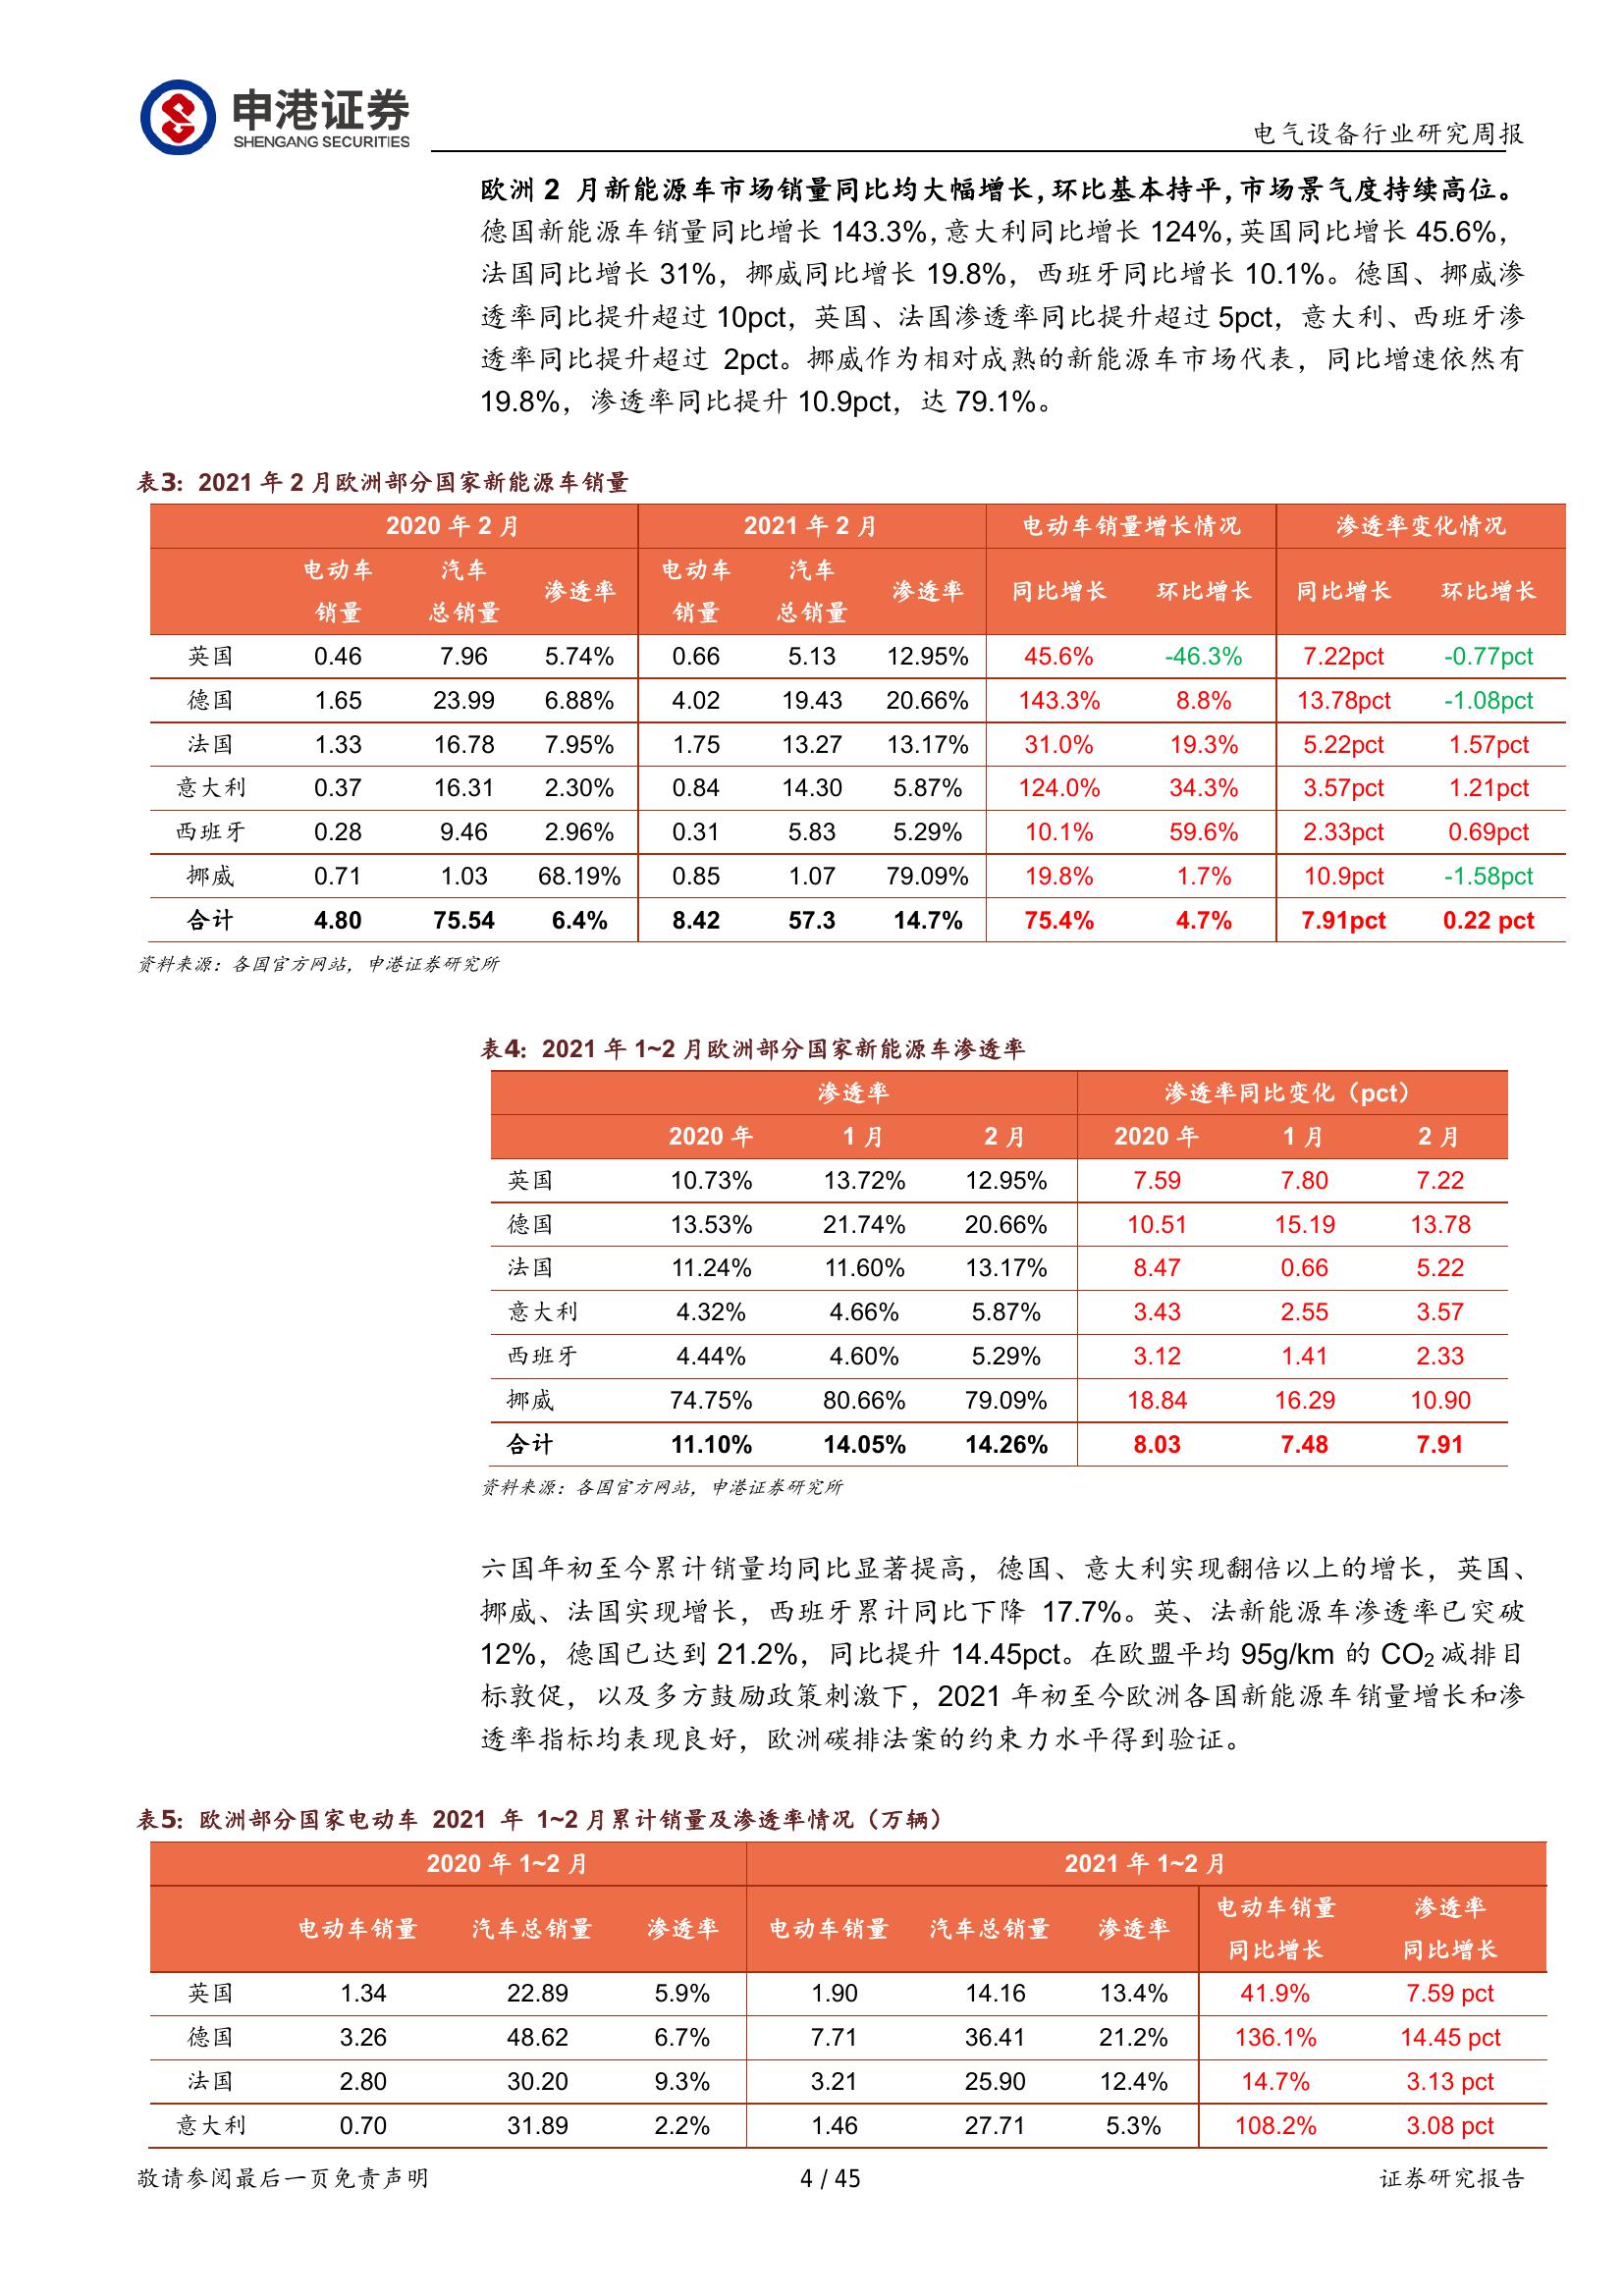 申港证券
SHENGANG SECURITIES
电气设备行业研究周报
欧洲 2 月新能源车市场销量同比均大幅增长，环比基本持平，市场景气度持续高位。
德国新能源车销量同比增长 143.3%，意大利同比增长 124%，英国同比增长 45.6%，
法国同比增长 31%，挪威同比增长 19.8%，西班牙同比增长 10.1%。德国、挪威渗
透率同比提升超过 10pct，英国、法国渗透率同比提升超过 5pct，意大利、西班牙渗
透率同比提升超过 2pct。挪威作为相对成熟的新能源车市场代表，同比增速依然有
19.8%，渗透率同比提升 10.9pct，达 79.1%。
表3: 2021 年 2 月欧洲部分国家新能源车销量
2020 年 2 月 2021 年 2 月 电动车销量增长情况 渗透率变化情况
电动车 汽车 电动车 汽车
渗透率 渗透率 同比增长 环比增长 同比增长 环比增长
销量 总销量 销量 总销量
英国 0.46 7.96 5.74% 0.66 5.13 12.95% 45.6% -46.3% 7.22pct -0.77pct
德国 1.65 23.99 6.88% 4.02 19.43 20.66% 143.3% 8.8% 13.78pct -1.08pct
法国 1.33 16.78 7.95% 1.75 13.27 13.17% 31.0% 19.3% 5.22pct 1.57pct
意大利 0.37 16.31 2.30% 0.84 14.30 5.87% 124.0% 34.3% 3.57pct 1.21pct
西班牙 0.28 9.46 2.96% 0.31 5.83 5.29% 10.1% 59.6% 2.33pct 0.69pct
挪威 0.71 1.03 68.19% 0.85 1.07 79.09% 19.8% 1.7% 10.9pct -1.58pct
合计 4.80 75.54 6.4% 8.42 57.3 14.7% 75.4% 4.7% 7.91pct 0.22 pct
资料来源：各国官方网站，申港证券研究所
表4: 2021 年 1~2 月欧洲部分国家新能源车渗透率
渗透率 渗透率同比变化（pct）
2020 年 1 月 2 月 2020 年 1 月 2 月
英国 10.73% 13.72% 12.95% 7.59 7.80 7.22
德国 13.53% 21.74% 20.66% 10.51 15.19 13.78
法国 11.24% 11.60% 13.17% 8.47 0.66 5.22
意大利 4.32% 4.66% 5.87% 3.43 2.55 3.57
西班牙 4.44% 4.60% 5.29% 3.12 1.41 2.33
挪威 74.75% 80.66% 79.09% 18.84 16.29 10.90
合计 11.10% 14.05% 14.26% 8.03 7.48 7.91
资料来源：各国官方网站，申港证券研究所
六国年初至今累计销量均同比显著提高，德国、意大利实现翻倍以上的增长，英国、
挪威、法国实现增长，西班牙累计同比下降 17.7%。英、法新能源车渗透率已突破
12%，德国已达到 21.2%，同比提升 14.45pct。在欧盟平均 95g/km 的 CO₂ 减排目
标敦促，以及多方鼓励政策刺激下，2021 年初至今欧洲各国新能源车销量增长和渗
透率指标均表现良好，欧洲碳排法案的约束力水平得到验证。
表5: 欧洲部分国家电动车 2021 年 1~2 月累计销量及渗透率情况（万辆）
2020 年 1~2 月 2021 年 1~2 月
电动车销量 渗透率
电动车销量 汽车总销量 渗透率 电动车销量 汽车总销量 渗透率
同比增长 同比增长
英国 1.34 22.89 5.9% 1.90 14.16 13.4% 41.9% 7.59 pct
德国 3.26 48.62 6.7% 7.71 36.41 21.2% 136.1% 14.45 pct
法国 2.80 30.20 9.3% 3.21 25.90 12.4% 14.7% 3.13 pct
意大利 0.70 31.89 2.2% 1.46 27.71 5.3% 108.2% 3.08 pct
敬请参阅最后一页免责声明 4 / 45 证券研究报告